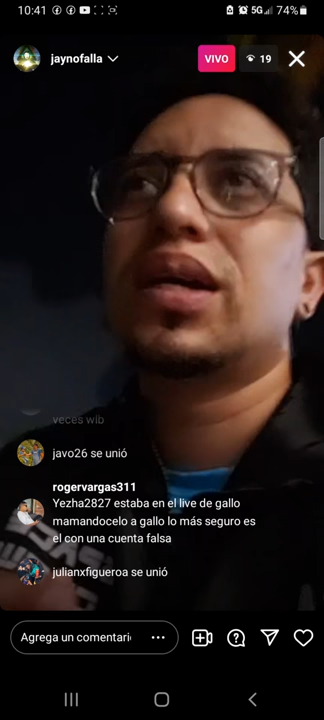 10:41
5G
74%
jaynofalla
VIVO
19
veces wib
javo26 se unió
rogervargas311
Yezha2827 estaba en el live de gallo
mamandocelo a gallo lo más seguro es
el con una cuenta falsa
julianxfigueroa se unió
Agrega un comentari